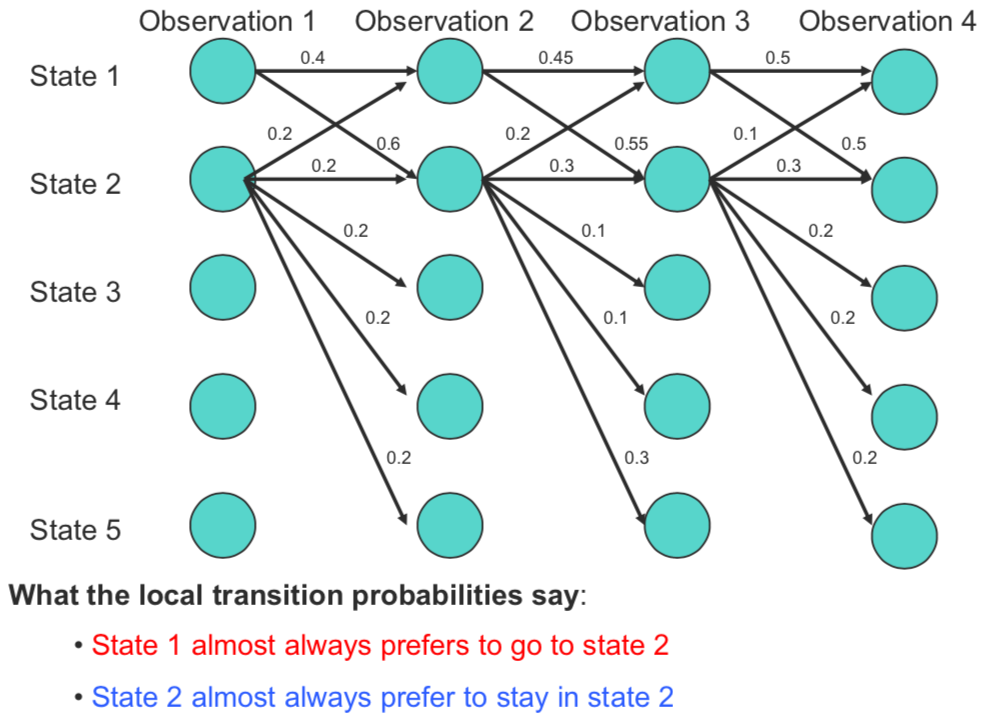 Observation 1 Observation 2 Observation 3 Observation 4
State 1
0.4 0.45 0.5
0.2 0.6 0.2 0.55 0.1 0.5
State 2
0.2 0.3 0.3
State 3
0.2 0.1 0.2
0.2 0.1 0.2
State 4
0.2 0.3 0.2
State 5
What the local transition probabilities say:
• State 1 almost always prefers to go to state 2
• State 2 almost always prefer to stay in state 2